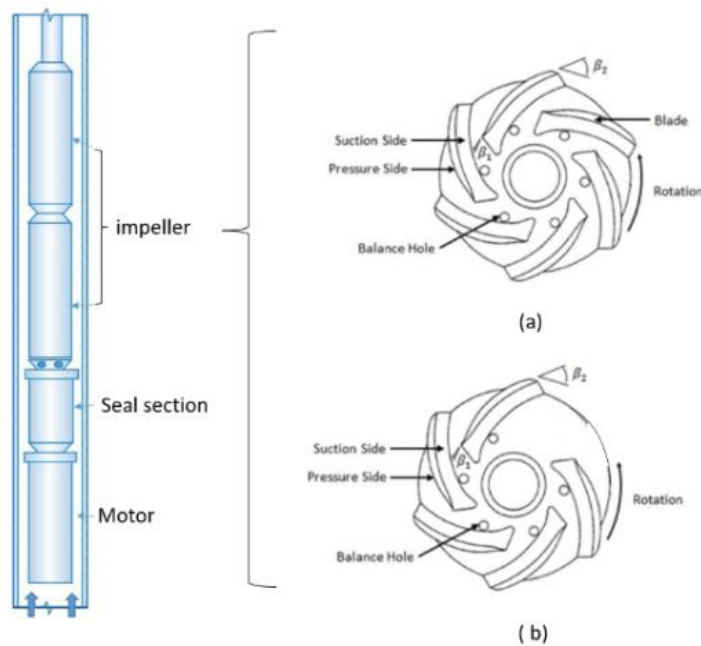 impeller
Seal section
Motor
β₂
Suction Side
β₁
Pressure Side
Blade
Rotation
Balance Hole
(a)
β₂
Suction Side
β₁
Pressure Side
Rotation
Balance Hole
( b)